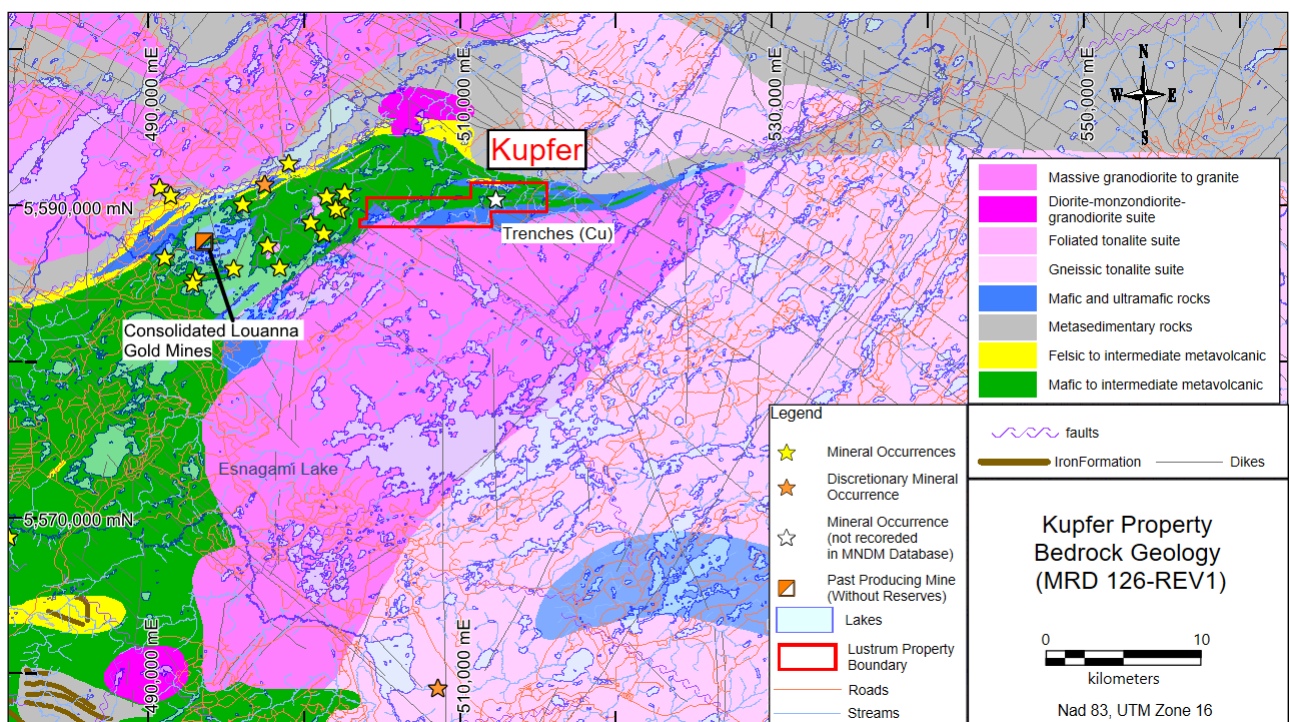 490,000 mE
510,000 mE
530,000 mE
550,000 mE
N
W
E
S
Kupfer
5,590,000 mN
Trenches (Cu)
Consolidated Louanna
Gold Mines
Esnagami Lake
5,570,000 mN
490,000 mE
510,000 mE
Massive granodiorite to granite
Diorite-monzondiorite-
granodiorite suite
Foliated tonalite suite
Gneissic tonalite suite
Mafic and ultramafic rocks
Metasedimentary rocks
Felsic to intermediate metavolcanic
Mafic to intermediate metavolcanic
Legend
Mineral Occurrences
Discretionary Mineral
Occurrence
Mineral Occurrence
(not recoreded
in MNDM Database)
Past Producing Mine
(Without Reserves)
Lakes
Lustrum Property
Boundary
Roads
Streams
faults
IronFormation
Dikes
Kupfer Property
Bedrock Geology
(MRD 126-REV1)
0 10
kilometers
Nad 83, UTM Zone 16